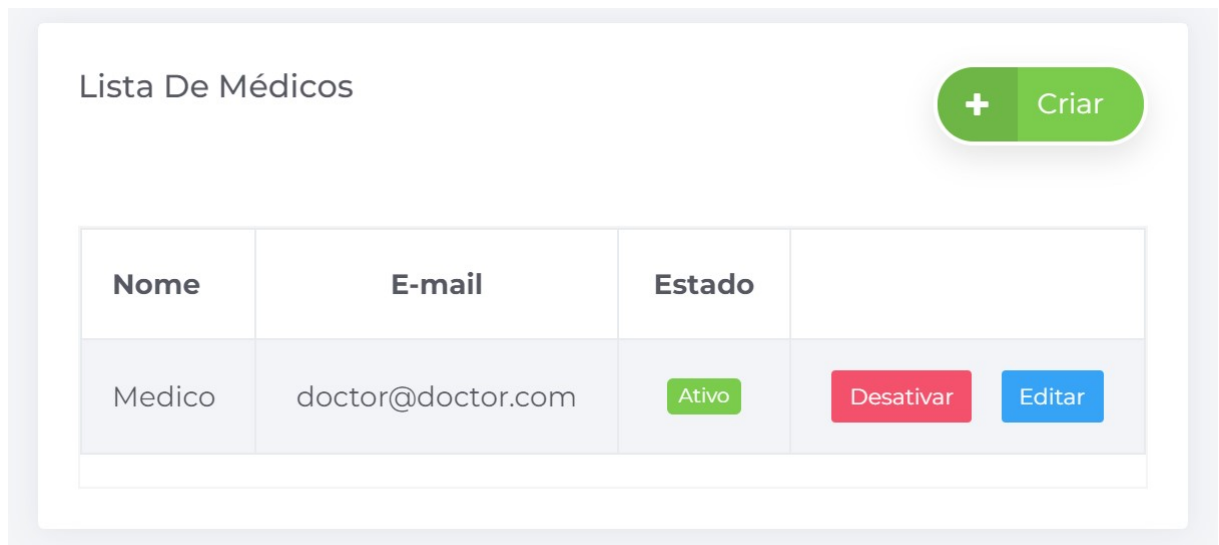 Lista De Médicos
+ Criar
Nome E-mail Estado
Medico doctor@doctor.com Ativo Desativar Editar